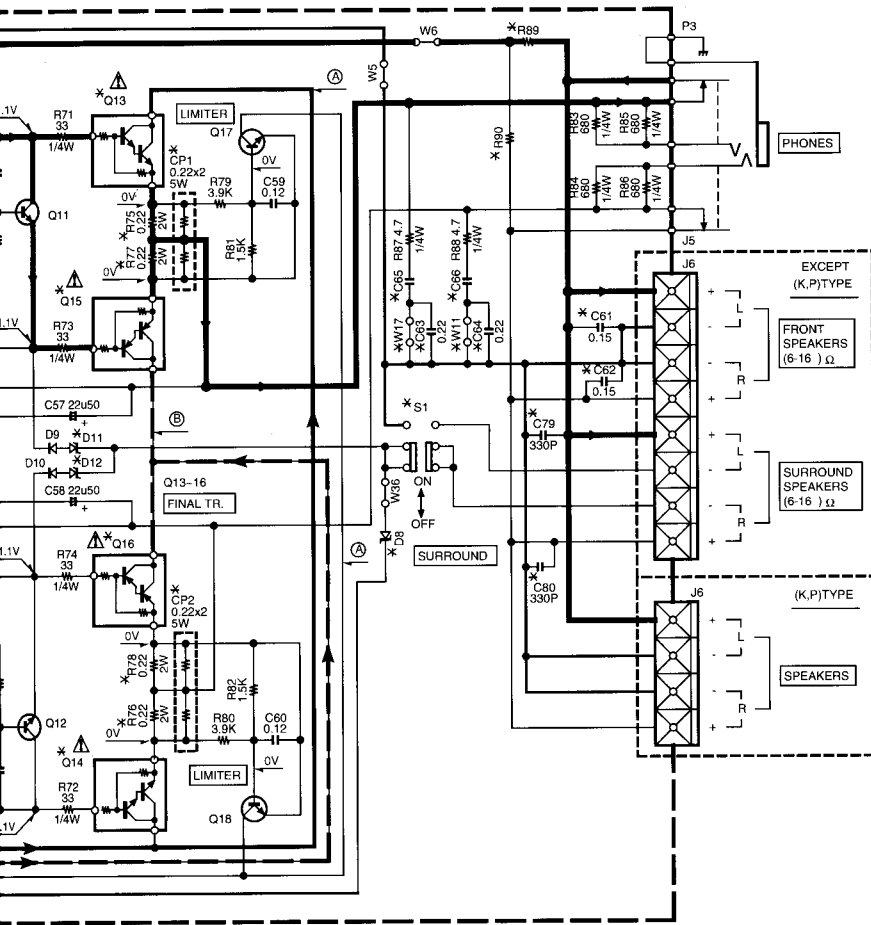 W6
*R89
P3
W5
A
.1V
*Q13
LIMITER
Q17
R71
33
1/4W
*
CP1
0.22x2
5W
0V
0V
R79
3.9K
C59
0.12
*R90
R83
680
1/4W
R85
680
1/4W
PHONES
R84
680
R86
680
1/4W
Q11
*R75
0.22
2W
*R77
0.22
2W
0V
R81
1.5K
R87 4.7
1/4W
R88 4.7
1/4W
J5
J6
EXCEPT
(K,P)TYPE
*Q15
*C65
*C66
*W17
*C63
0.22
*W11
*C64
0.22
*C61
0.15
+
-
L
-
R
+
FRONT
SPEAKERS
(6-16 ) Ω
.1V
R73
33
1/4W
*C62
0.15
C57 22u50
+
B
*S1
*
C79
330P
D9
*D11
D10
*D12
C58 22u50
+
Q13~16
FINAL TR.
W36
ON
OFF
+
-
L
-
R
+
SURROUND
SPEAKERS
(6-16 ) Ω
*D8
SURROUND
A
.1V
*Q16
R74
33
1/4W
*
CP2
0.22x2
5W
0V
*
C80
330P
J6
(K,P)TYPE
*R78
0.22
2W
*R76
0.22
2W
0V
R82
1.5K
R80
3.9K
C60
0.12
+
-
L
-
R
+
SPEAKERS
Q12
*Q14
LIMITER
0V
R72
33
1/4W
Q18
.1V